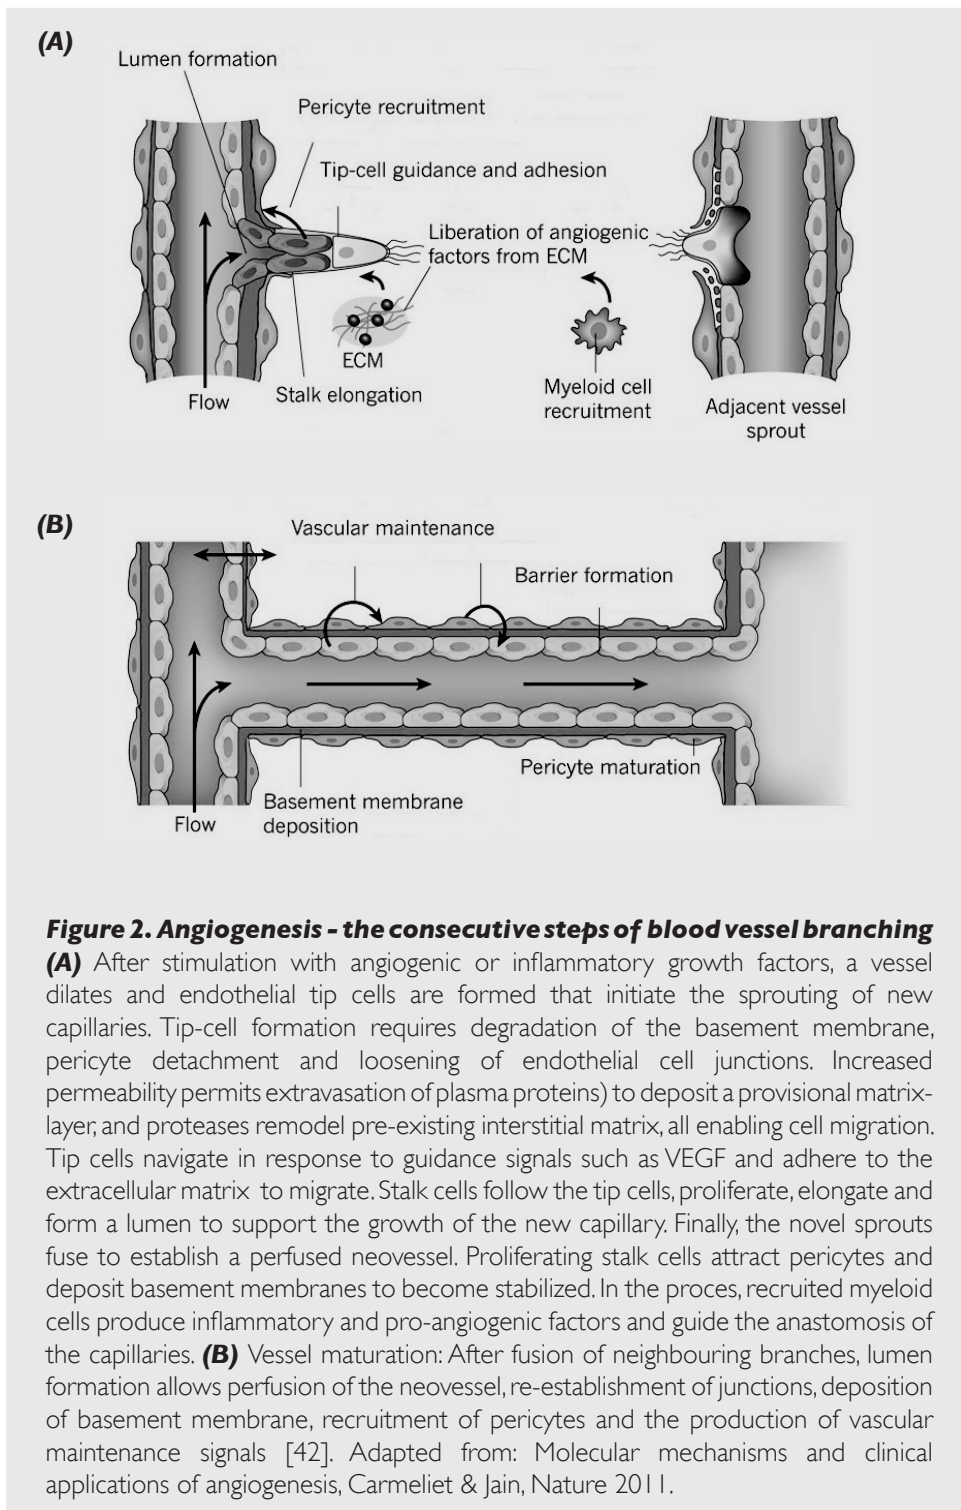 (A)
Lumen formation
Pericyte recruitment
Tip-cell guidance and adhesion
Liberation of angiogenic
factors from ECM
ECM
Stalk elongation
Flow
Myeloid cell
recruitment
Adjacent vessel
sprout
(B)
Vascular maintenance
Barrier formation
Pericyte maturation
Basement membrane
deposition
Flow
Figure 2. Angiogenesis - the consecutive steps of blood vessel branching
(A) After stimulation with angiogenic or inflammatory growth factors, a vessel
dilates and endothelial tip cells are formed that initiate the sprouting of new
capillaries. Tip-cell formation requires degradation of the basement membrane,
pericyte detachment and loosening of endothelial cell junctions. Increased
permeability permits extravasation of plasma proteins) to deposit a provisional matrix-
layer, and proteases remodel pre-existing interstitial matrix, all enabling cell migration.
Tip cells navigate in response to guidance signals such as VEGF and adhere to the
extracellular matrix to migrate. Stalk cells follow the tip cells, proliferate, elongate and
form a lumen to support the growth of the new capillary. Finally, the novel sprouts
fuse to establish a perfused neovessel. Proliferating stalk cells attract pericytes and
deposit basement membranes to become stabilized. In the proces, recruited myeloid
cells produce inflammatory and pro-angiogenic factors and guide the anastomosis of
the capillaries. (B) Vessel maturation: After fusion of neighbouring branches, lumen
formation allows perfusion of the neovessel, re-establishment of junctions, deposition
of basement membrane, recruitment of pericytes and the production of vascular
maintenance signals [42]. Adapted from: Molecular mechanisms and clinical
applications of angiogenesis, Carmeliet & Jain, Nature 2011.